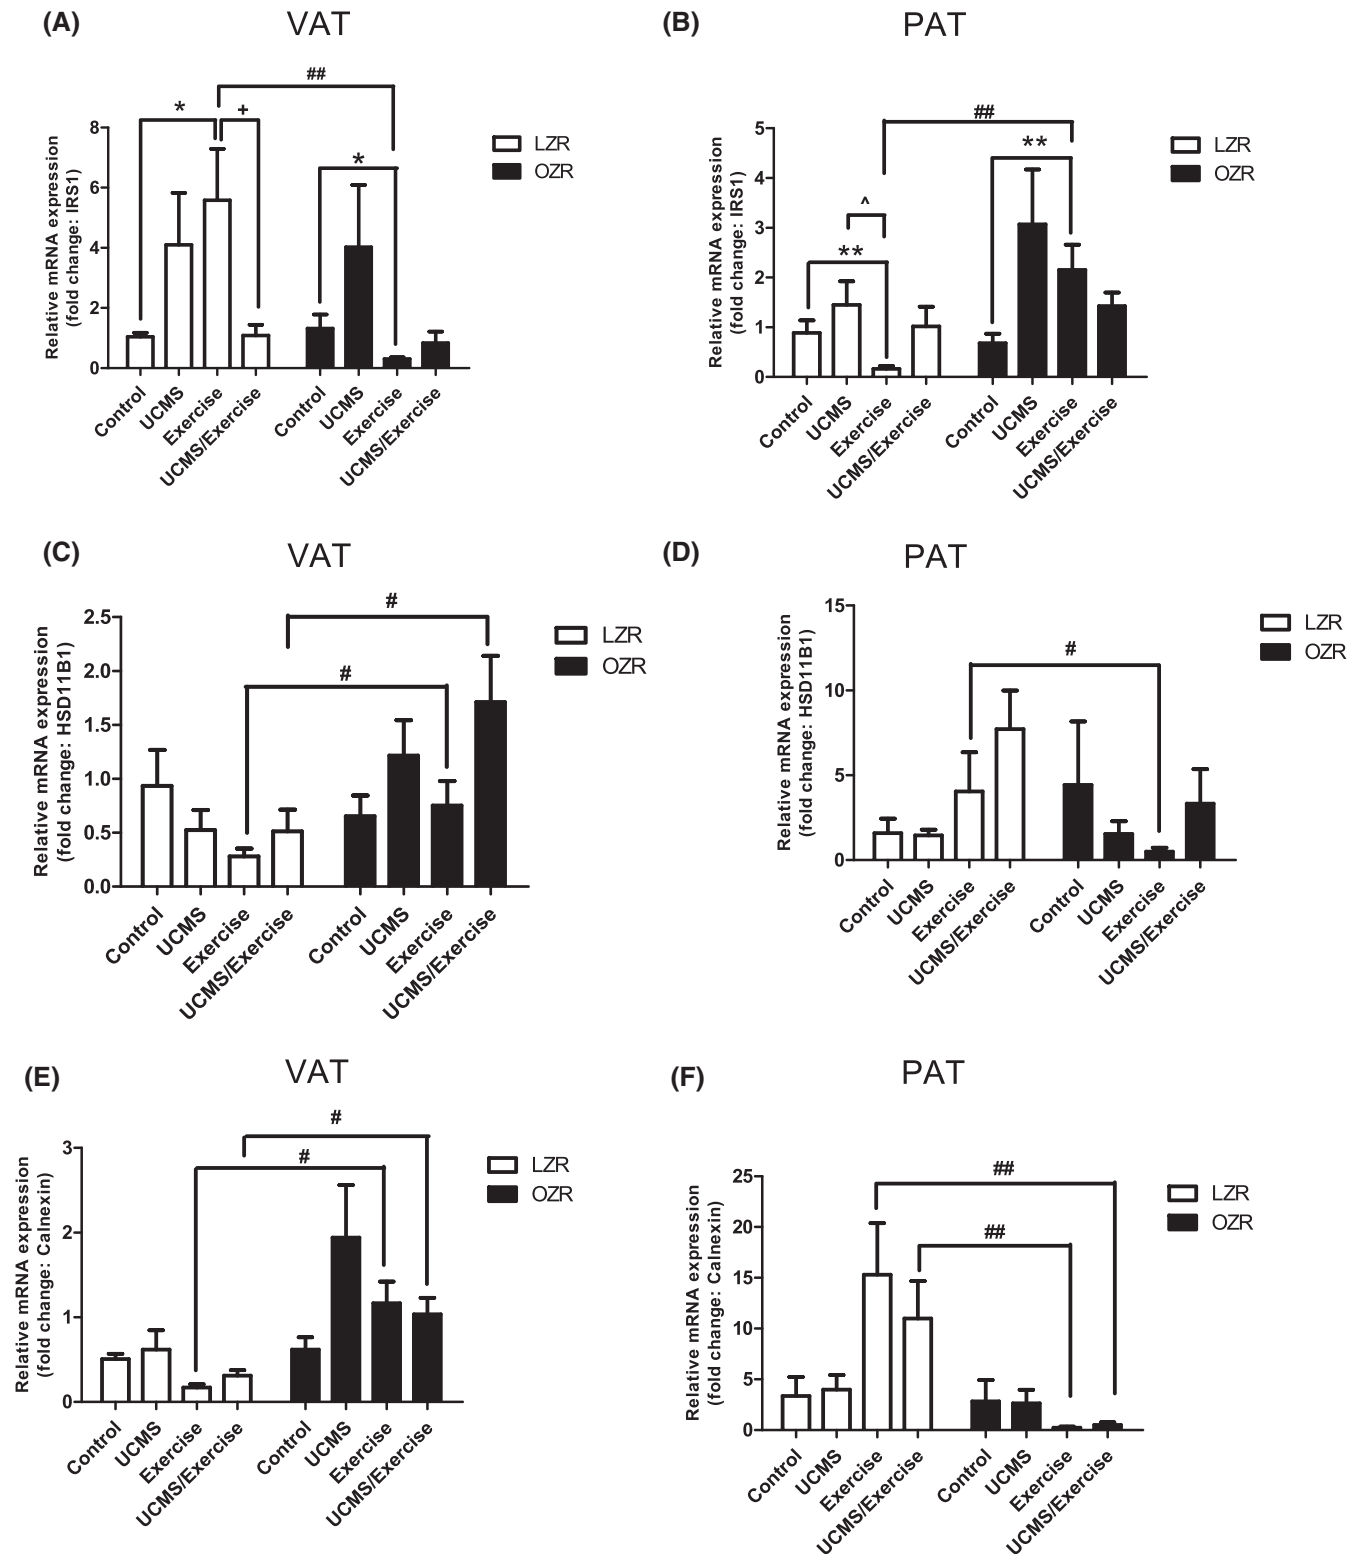 (A)
VAT
##
*
+
*
8
6
4
2
0
Relative mRNA expression
(fold change: IRS1)
LZR
OZR
Control
UCMS
Exercise
UCMS/Exercise
Control
UCMS
Exercise
UCMS/Exercise
(B)
PAT
##
**
^
**
5
4
3
2
1
0
Relative mRNA expression
(fold change: IRS1)
LZR
OZR
Control
UCMS
Exercise
UCMS/Exercise
Control
UCMS
Exercise
UCMS/Exercise
(C)
VAT
#
#
2.5
2.0
1.5
1.0
0.5
0.0
Relative mRNA expression
(fold change: HSD11B1)
LZR
OZR
Control
UCMS
Exercise
UCMS/Exercise
Control
UCMS
Exercise
UCMS/Exercise
(D)
PAT
#
15
10
5
0
Relative mRNA expression
(fold change: HSD11B1)
LZR
OZR
Control
UCMS
Exercise
UCMS/Exercise
Control
UCMS
Exercise
UCMS/Exercise
(E)
VAT
#
#
3
2
1
0
Relative mRNA expression
(fold change: Calnexin)
LZR
OZR
Control
UCMS
Exercise
UCMS/Exercise
Control
UCMS
Exercise
UCMS/Exercise
(F)
PAT
##
##
25
20
15
10
5
0
Relative mRNA expression
(fold change: Calnexin)
LZR
OZR
Control
UCMS
Exercise
UCMS/Exercise
Control
UCMS
Exercise
UCMS/Exercise